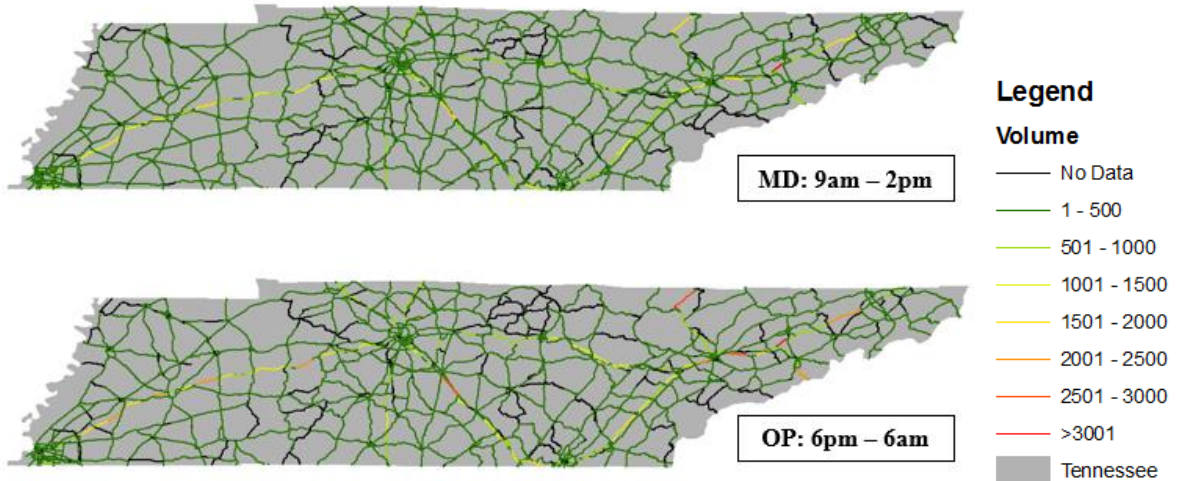 Legend
Volume
No Data
1 - 500
501 - 1000
1001 - 1500
1501 - 2000
2001 - 2500
2501 - 3000
>3001
Tennessee
MD: 9am – 2pm
OP: 6pm – 6am